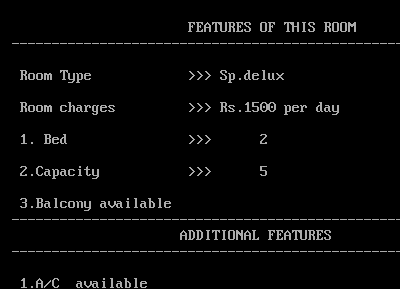 FEATURES OF THIS ROOM
Room Type >>> Sp.delux
Room charges >>> Rs.1500 per day
1. Bed >>> 2
2.Capacity >>> 5
3.Balcony available
ADDITIONAL FEATURES
1.A/C available